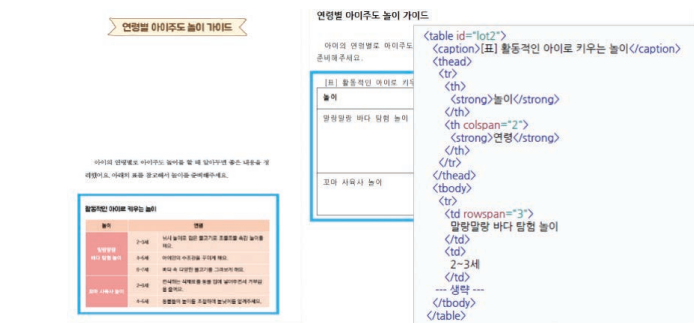 연령별 아이주도 놀이 가이드
아이의 연령별로 아이주도 놀이를 할 때 알아두면 좋은 내용을 정
리했어요. 아래의 표를 참고해서 놀이를 준비해주세요.
활동적인 아이로 키우는 놀이
놀이 연령
말랑말랑
바다 탐험 놀이
2~3세
4~5세
6~7세
꼬마 사육사 놀이
2~3세
4~5세
연령별 아이주도 놀이 가이드
아이의 연령별로 아이주도
준비해주세요.
[표] 활동적인 아이로 키우
놀이
말랑말랑 바다 탐험 놀이
꼬마 사육사 놀이
<table id="lot2">
<caption>[표] 활동적인 아이로 키우는 놀이</caption>
<thead>
<tr>
<th>
<strong>놀이</strong>
</th>
<th colspan="2">
<strong>연령</strong>
</th>
</tr>
</thead>
<tbody>
<tr>
<td rowspan="3">
말랑말랑 바다 탐험 놀이
</td>
<td>
2~3세
</td>
--- 생략 ---
</tbody>
</table>